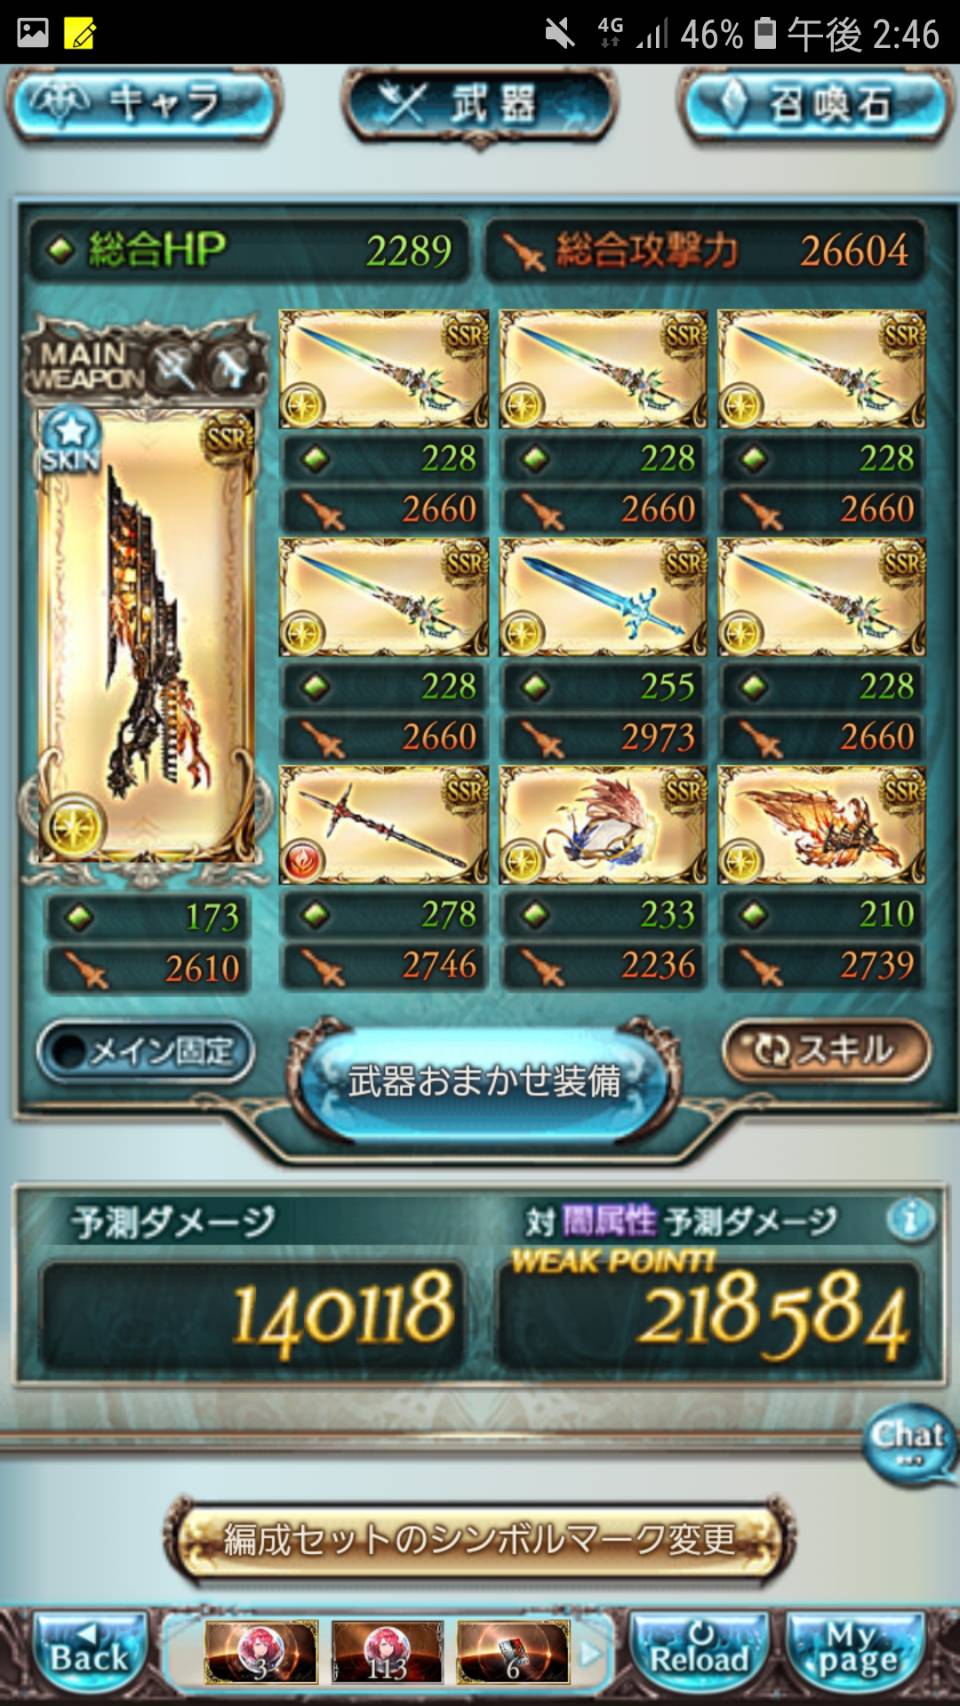 4G 46% 午後 2:46
キャラ 武器 召喚石
総合HP 2289 総合攻撃力 26604
MAIN WEAPON
SKIN SSR
SSR SSR SSR
228 228 228
2660 2660 2660
SSR SSR SSR
228 255 228
2660 2973 2660
SSR SSR SSR
173 278 233 210
2610 2746 2236 2739
メイン固定 武器おまかせ装備 スキル
予測ダメージ 対闇属性予測ダメージ i
WEAK POINT!
140118 218584
Chat
編成セットのシンボルマーク変更
Back 3 113 6 Reload My page